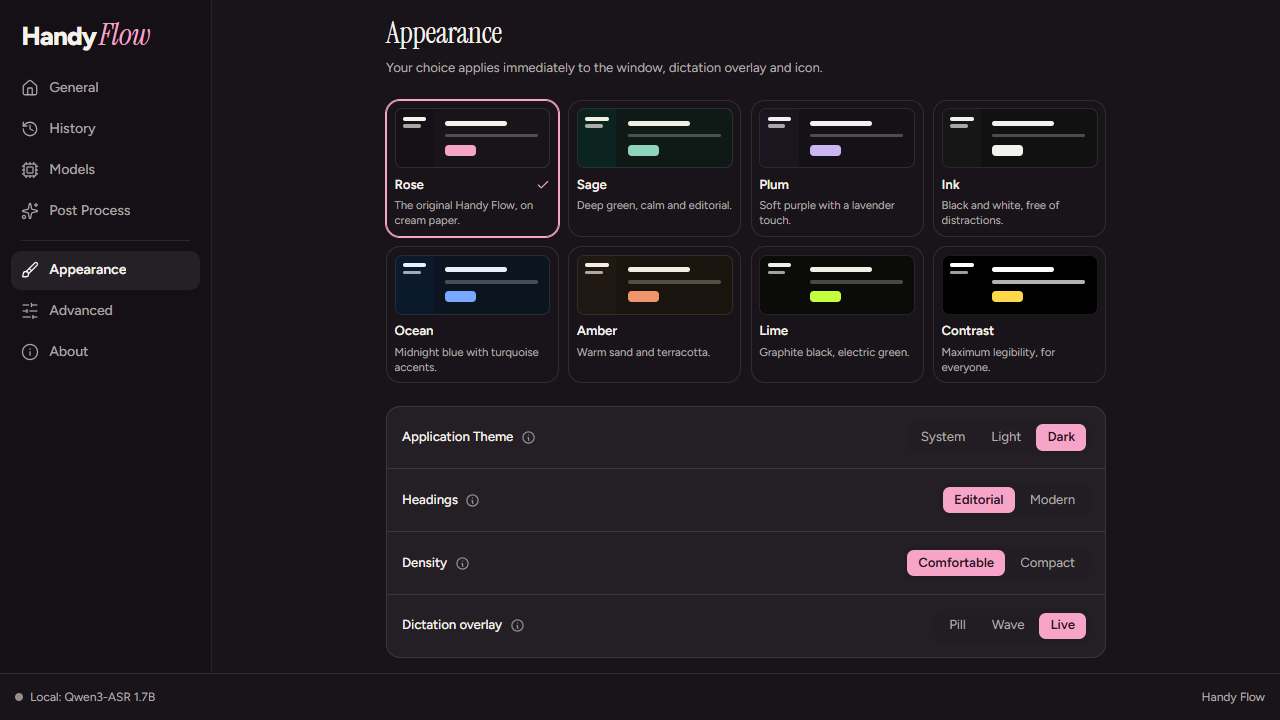 Handy Flow
General
History
Models
Post Process
Appearance
Advanced
About
Appearance
Your choice applies immediately to the window, dictation overlay and icon.
Rose
The original Handy Flow, on
cream paper.
Sage
Deep green, calm and editorial.
Plum
Soft purple with a lavender
touch.
Ink
Black and white, free of
distractions.
Ocean
Midnight blue with turquoise
accents.
Amber
Warm sand and terracotta.
Lime
Graphite black, electric green.
Contrast
Maximum legibility, for
everyone.
Application Theme
System Light Dark
Headings
Editorial Modern
Density
Comfortable Compact
Dictation overlay
Pill Wave Live
Local: Qwen3-ASR 1.7B
Handy Flow